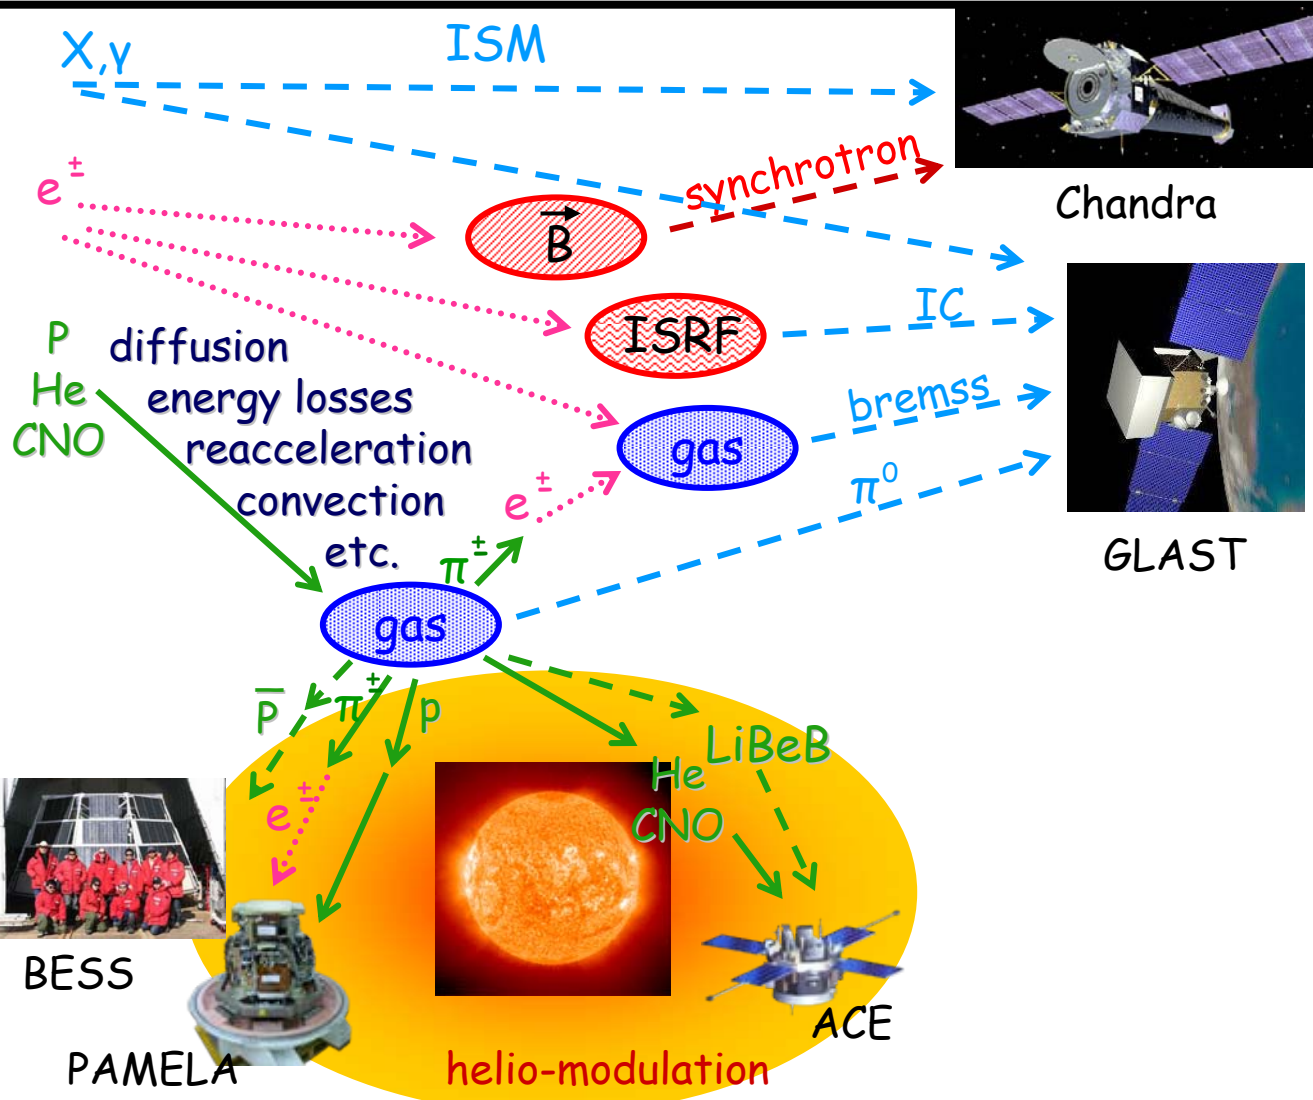 X,γ
ISM
synchrotron
Chandra
e±
B
IC
ISRF
P
He
CNO
diffusion
energy losses
reacceleration
convection
etc.
bremss
gas
e±
π0
π±
GLAST
gas
P̅
π±
p
LiBeB
He
CNO
e±
BESS
PAMELA
ACE
helio-modulation